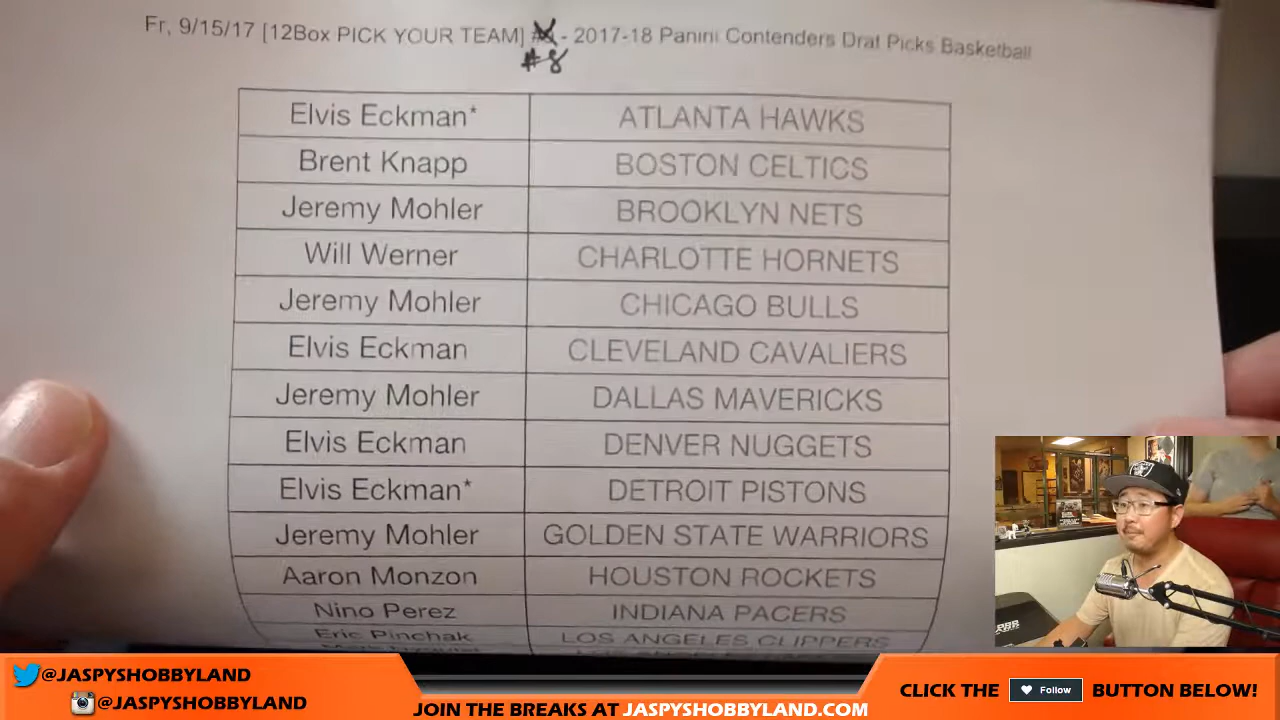 Fr, 9/15/17 [12Box PICK YOUR TEAM] - 2017-18 Panini Contenders Drat Picks Basketball
#8
Elvis Eckman* ATLANTA HAWKS
Brent Knapp BOSTON CELTICS
Jeremy Mohler BROOKLYN NETS
Will Werner CHARLOTTE HORNETS
Jeremy Mohler CHICAGO BULLS
Elvis Eckman CLEVELAND CAVALIERS
Jeremy Mohler DALLAS MAVERICKS
Elvis Eckman DENVER NUGGETS
Elvis Eckman* DETROIT PISTONS
Jeremy Mohler GOLDEN STATE WARRIORS
Aaron Monzon HOUSTON ROCKETS
Nino Perez INDIANA PACERS
Eric Pinchak LOS ANGELES CLIPPERS
@JASPYSHOBBYLAND
@JASPYSHOBBYLAND
JOIN THE BREAKS AT JASPYSHOBBYLAND.COM
CLICK THE Follow BUTTON BELOW!